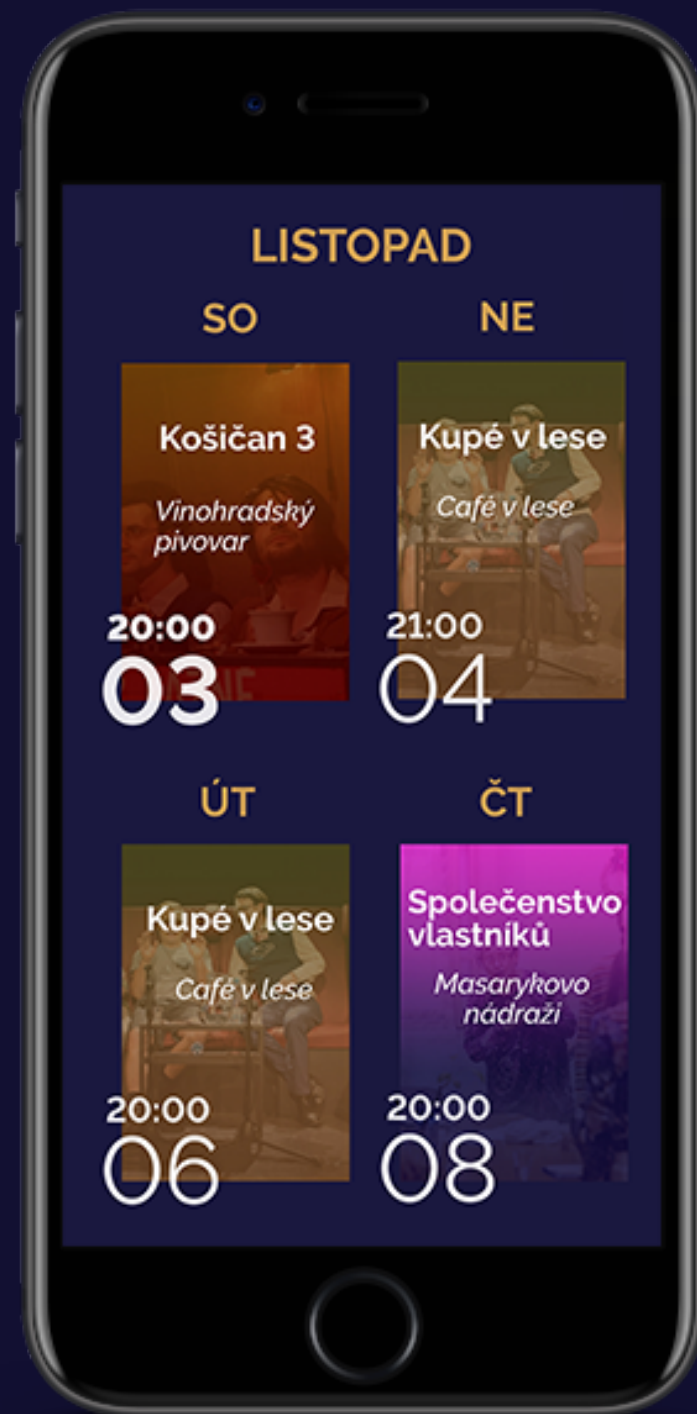 LISTOPAD
SO
NE
Košičan 3
Vinohradský
pivovar
20:00
03
Kupé v lese
Café v lese
21:00
04
ÚT
ČT
Kupé v lese
Café v lese
20:00
06
Společenstvo
vlastníků
Masarykovo
nádraží
20:00
08